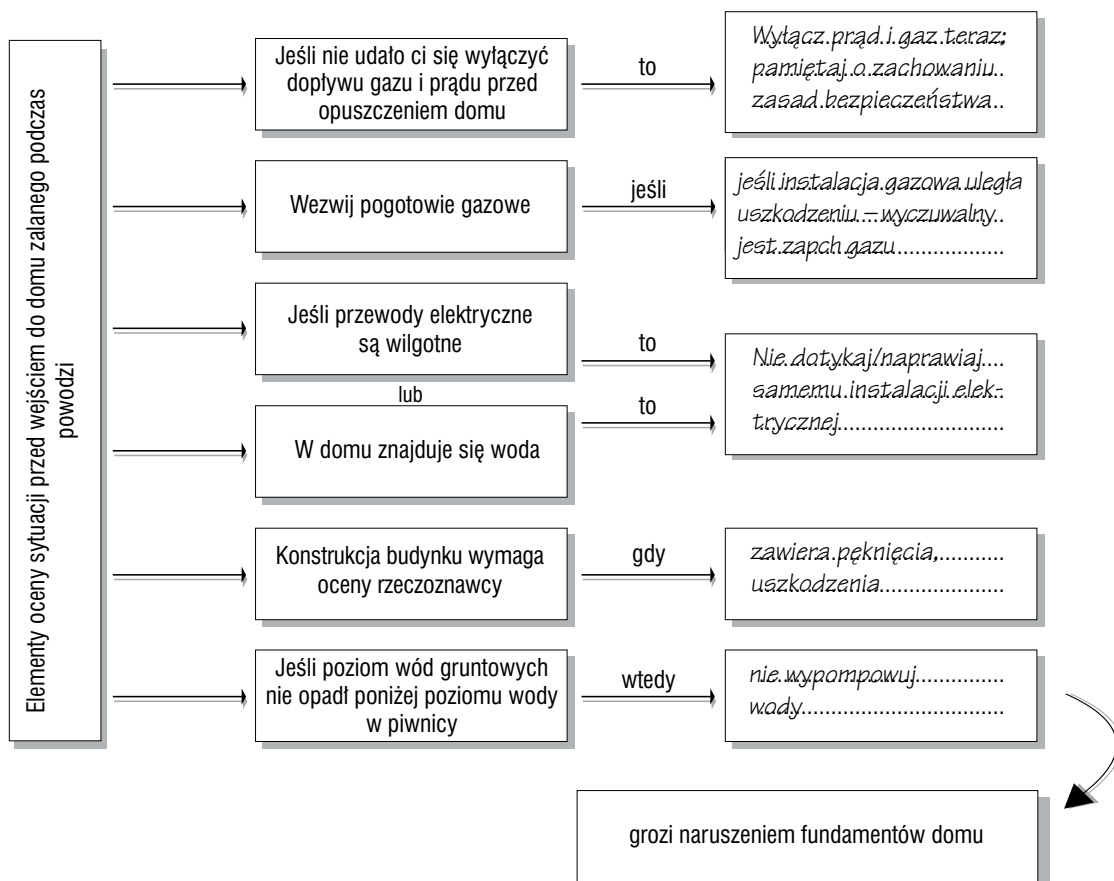 Elementy oceny sytuacji przed wejściem do domu zalanego podczas
powodzi
Jeśli nie udało ci się wyłączyć
dopływu gazu i prądu przed
opuszczeniem domu
to
Wyłącz prąd i gaz teraz;
pamiętaj o zachowaniu
zasad bezpieczeństwa
Wezwij pogotowie gazowe
jeśli
jeśli instalacja gazowa uległa
uszkodzeniu – wyczuwalny
jest zapch gazu
Jeśli przewody elektryczne
są wilgotne
to
lub
W domu znajduje się woda
to
Nie dotykaj/naprawiaj
samemu instalacji elek-
trycznej
Konstrukcja budynku wymaga
oceny rzeczoznawcy
gdy
zawiera pęknięcia,
uszkodzenia
Jeśli poziom wód gruntowych
nie opadł poniżej poziomu wody
w piwnicy
wtedy
nie wypompowuj
wody
grozi naruszeniem fundamentów domu